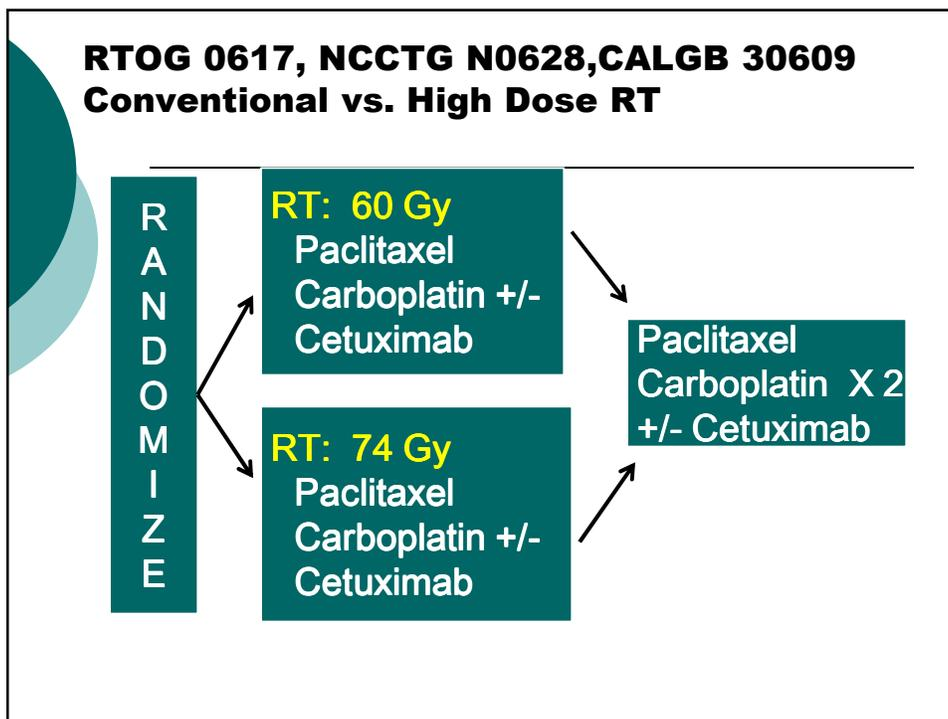 RTOG 0617, NCCTG N0628,CALGB 30609
Conventional vs. High Dose RT
R
A
N
D
O
M
I
Z
E
RT: 60 Gy
Paclitaxel
Carboplatin +/-
Cetuximab
RT: 74 Gy
Paclitaxel
Carboplatin +/-
Cetuximab
Paclitaxel
Carboplatin X 2
+/- Cetuximab